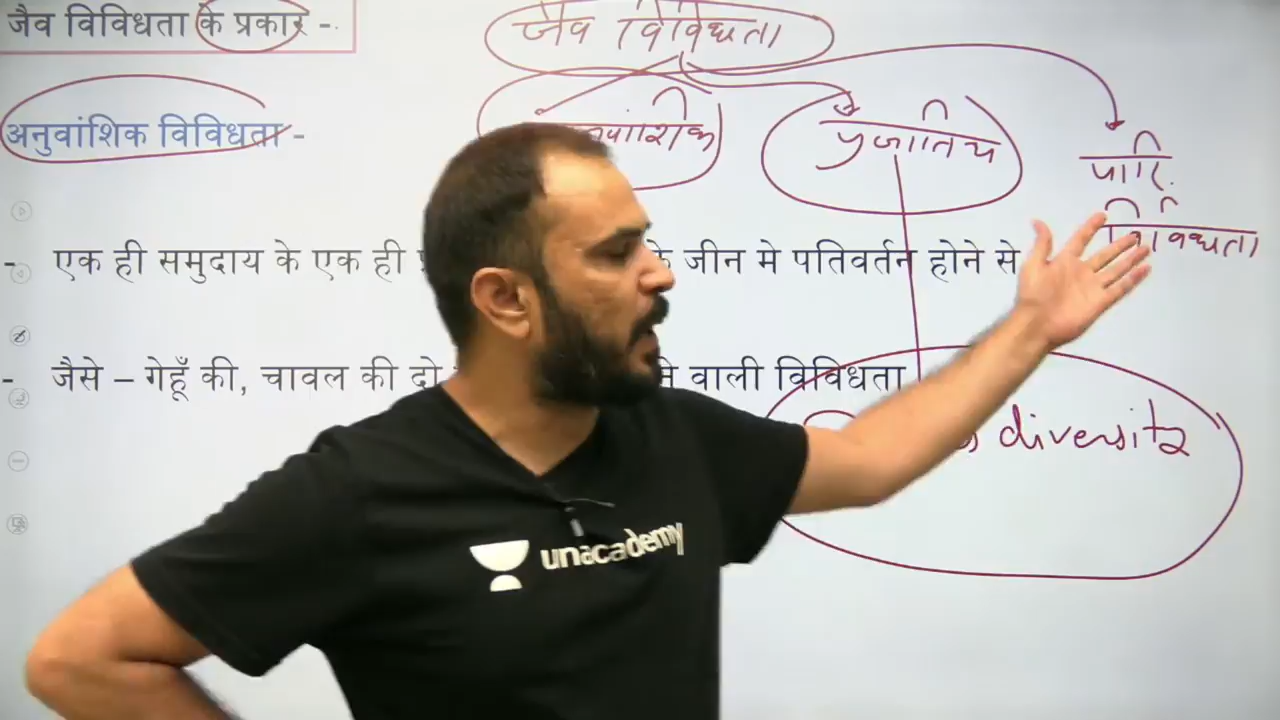 जैव विविधता के प्रकार -
जैव विविधता
अनुवांशिक विविधता -
प्रजातिय
पारि.
विविधता
- एक ही समुदाय के एक ही के जीन मे पतिवर्तन होने से
- जैसे – गेहूँ की, चावल की दो वाली विविधता
diversity
unacademy